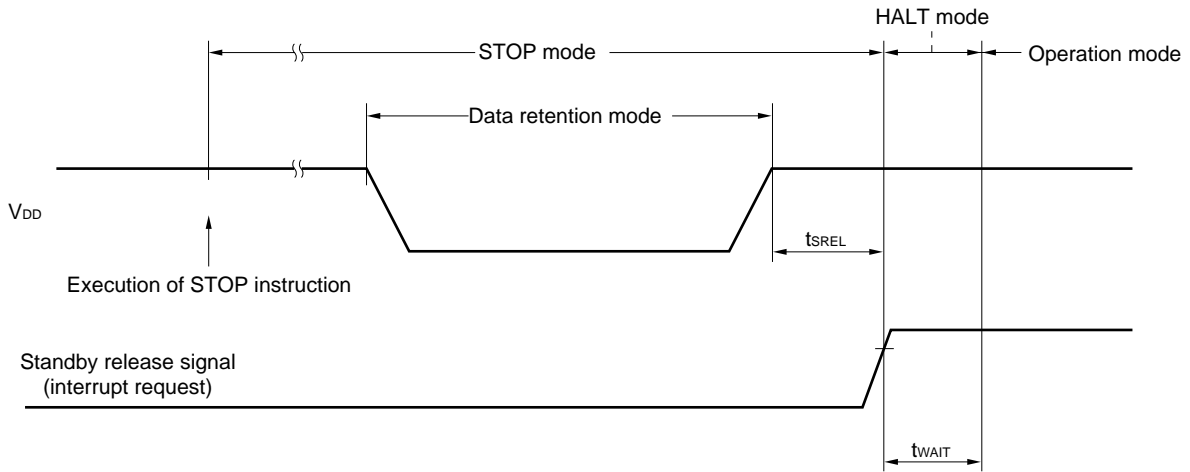 HALT mode
STOP mode
Operation mode
Data retention mode
VDD
tSREL
Execution of STOP instruction
Standby release signal
(interrupt request)
tWAIT